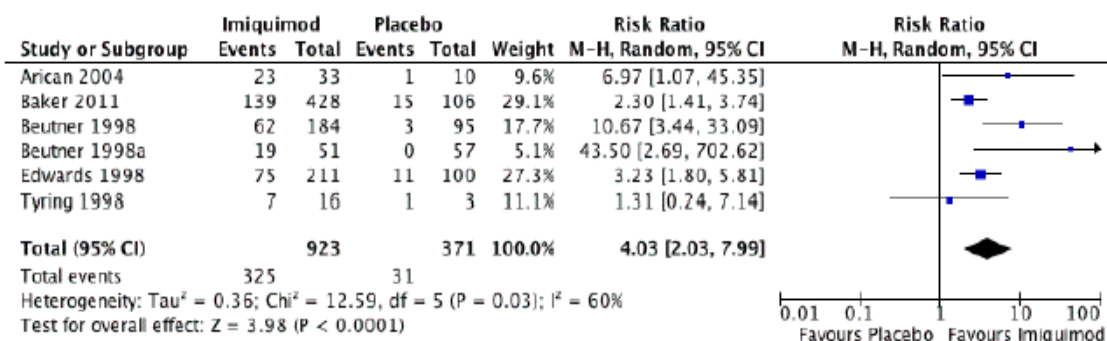 Imiquimod Placebo Risk Ratio Risk Ratio
Study or Subgroup Events Total Events Total Weight M-H, Random, 95% CI M-H, Random, 95% CI
Arican 2004 23 33 1 10 9.6% 6.97 [1.07, 45.35]
Baker 2011 139 428 15 106 29.1% 2.30 [1.41, 3.74]
Beutner 1998 62 184 3 95 17.7% 10.67 [3.44, 33.09]
Beutner 1998a 19 51 0 57 5.1% 43.50 [2.69, 702.62]
Edwards 1998 75 211 11 100 27.3% 3.23 [1.80, 5.81]
Tyring 1998 7 16 1 3 11.1% 1.31 [0.24, 7.14]
Total (95% CI) 923 371 100.0% 4.03 [2.03, 7.99]
Total events 325 31
Heterogeneity: Tau² = 0.36; Chi² = 12.59, df = 5 (P = 0.03); I² = 60%
Test for overall effect: Z = 3.98 (P < 0.0001)
0.01 0.1 1 10 100
Favours Placebo Favours Imiquimod